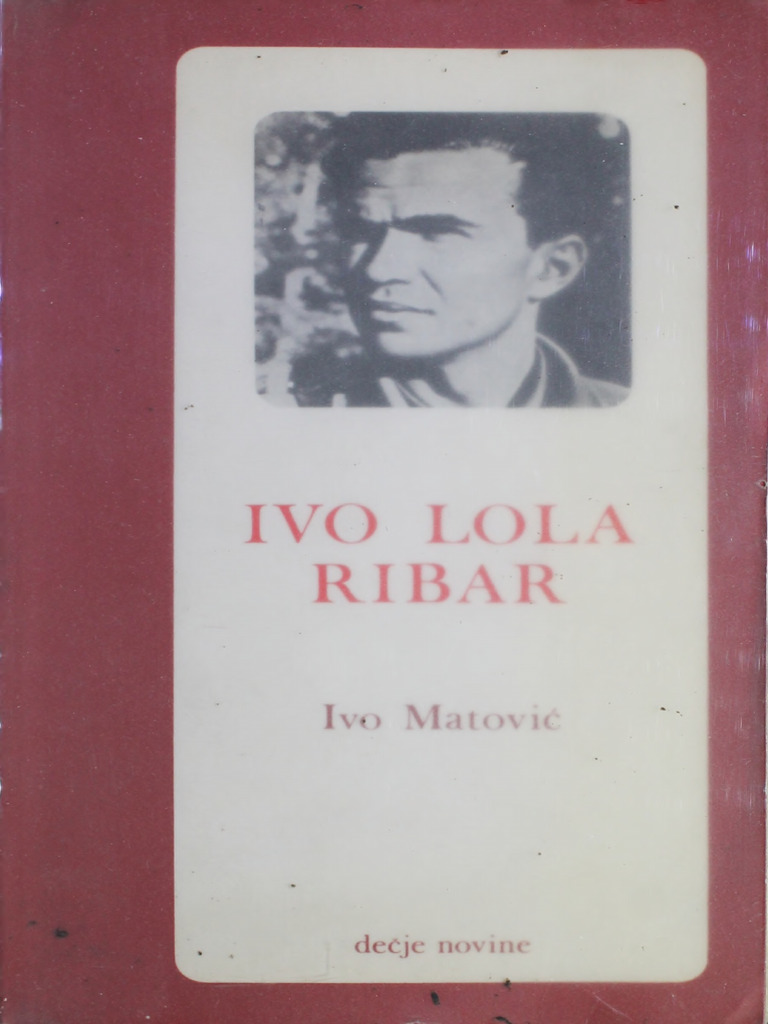 IVO LOLA
RIBAR
Ivo Matović
dečje novine